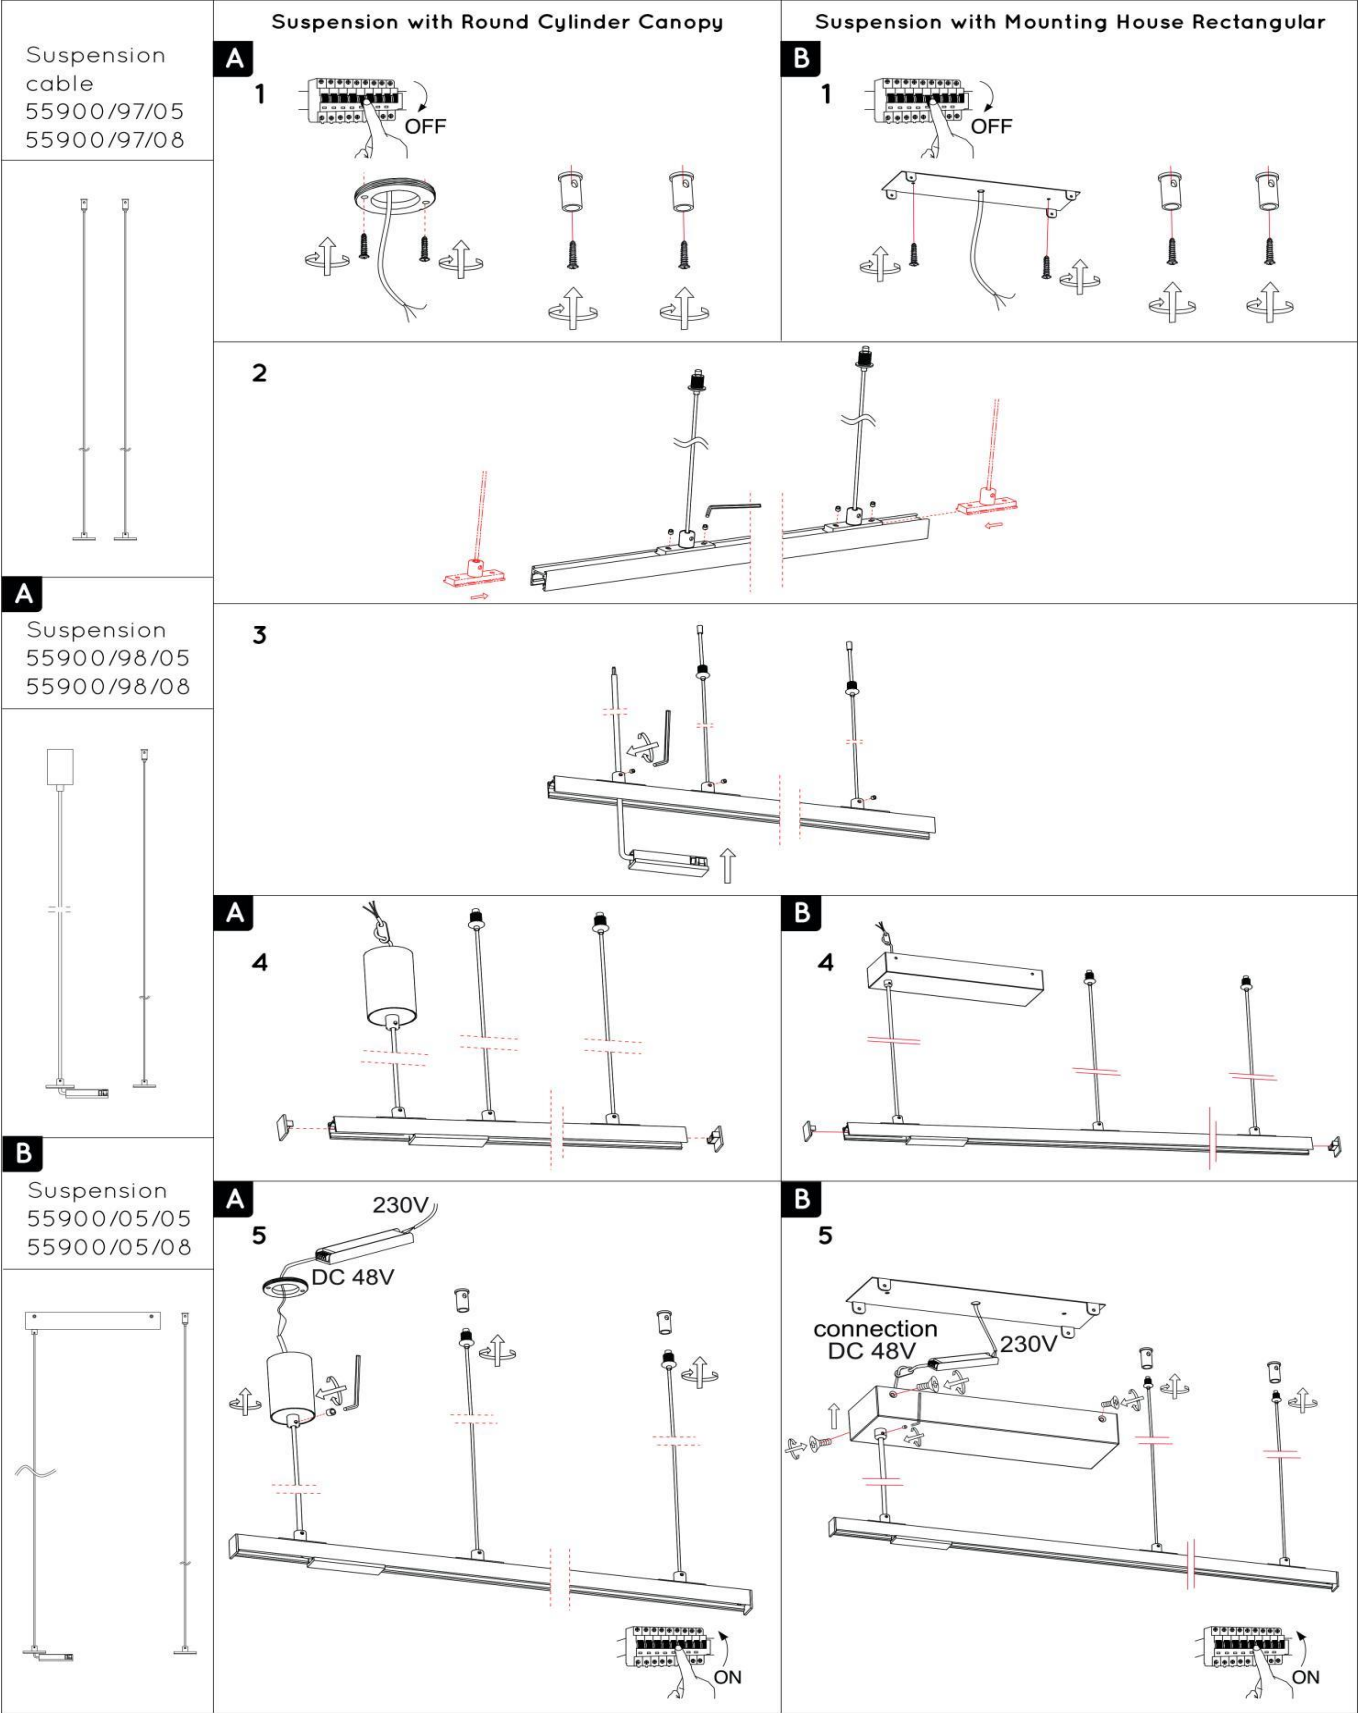 Suspension
cable
55900/97/05
55900/97/08
A
Suspension
55900/98/05
55900/98/08
B
Suspension
55900/05/05
55900/05/08
Suspension with Round Cylinder Canopy
A
1
OFF
Suspension with Mounting House Rectangular
B
1
OFF
2
3
A
4
B
4
A
5
230V
DC 48V
ON
B
5
connection
DC 48V
230V
ON